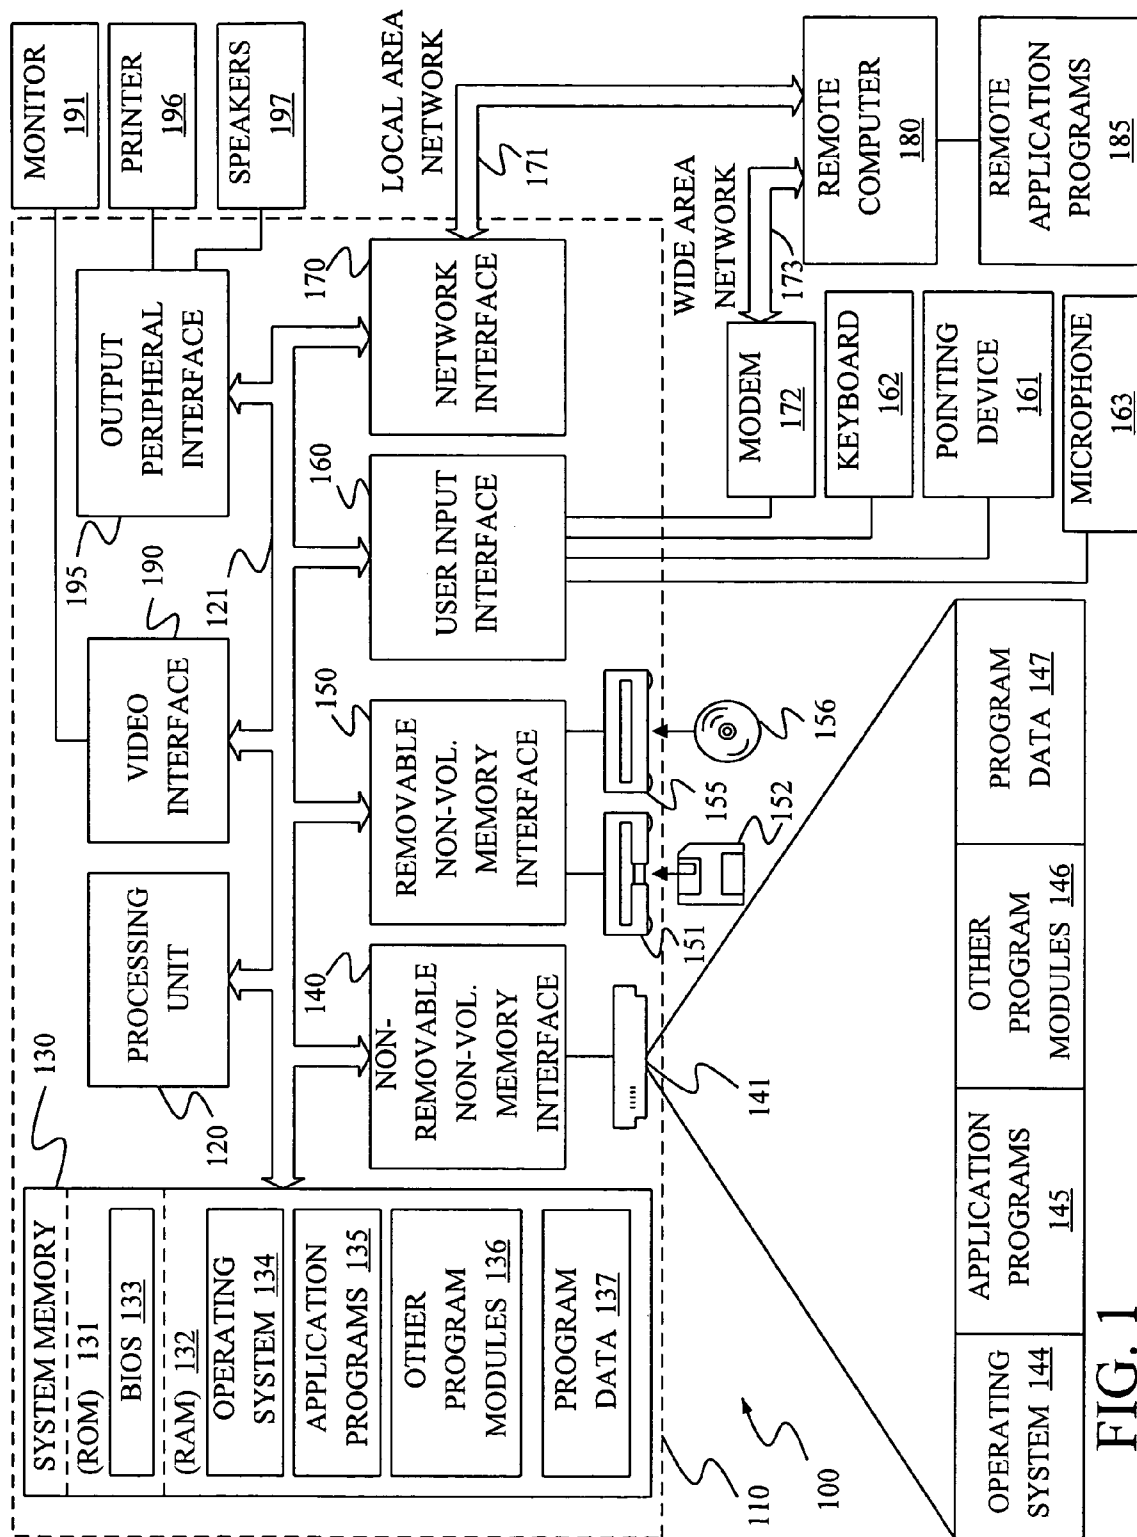 SYSTEM MEMORY
(ROM) 131
BIOS 133
(RAM) 132
OPERATING
SYSTEM 134
APPLICATION
PROGRAMS 135
OTHER
PROGRAM
MODULES 136
PROGRAM
DATA 137
130
PROCESSING
UNIT
120
VIDEO
INTERFACE
190
121
OUTPUT
PERIPHERAL
INTERFACE
195
MONITOR
191
PRINTER
196
SPEAKERS
197
NON-
REMOVABLE
NON-VOL.
MEMORY
INTERFACE
140
REMOVABLE
NON-VOL.
MEMORY
INTERFACE
150
USER INPUT
INTERFACE
160
NETWORK
INTERFACE
170
LOCAL AREA
NETWORK
171
141
151
152
155
156
WIDE AREA
NETWORK
173
MODEM
172
KEYBOARD
162
POINTING
DEVICE
161
MICROPHONE
163
REMOTE
COMPUTER
180
REMOTE
APPLICATION
PROGRAMS
185
110
100
OPERATING
SYSTEM 144
APPLICATION
PROGRAMS
145
OTHER
PROGRAM
MODULES 146
PROGRAM
DATA 147
FIG. 1